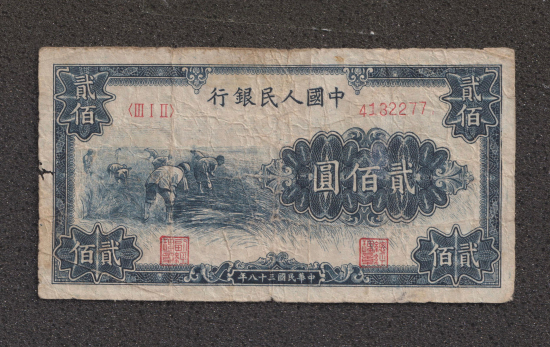 貳佰
貳佰
行銀民人國中
〈III I II〉
4132277
圓佰貳
佰貳
佰貳
年八十三國民華中